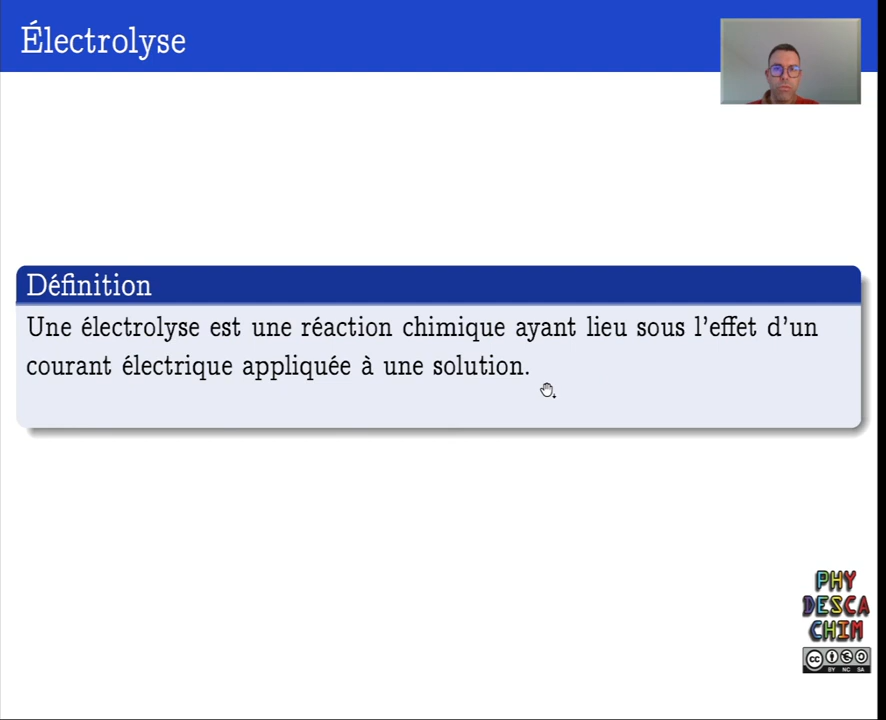 Électrolyse
Définition
Une électrolyse est une réaction chimique ayant lieu sous l'effet d'un
courant électrique appliquée à une solution.
PHY
DESCA
CHIM
cc
BY NC SA